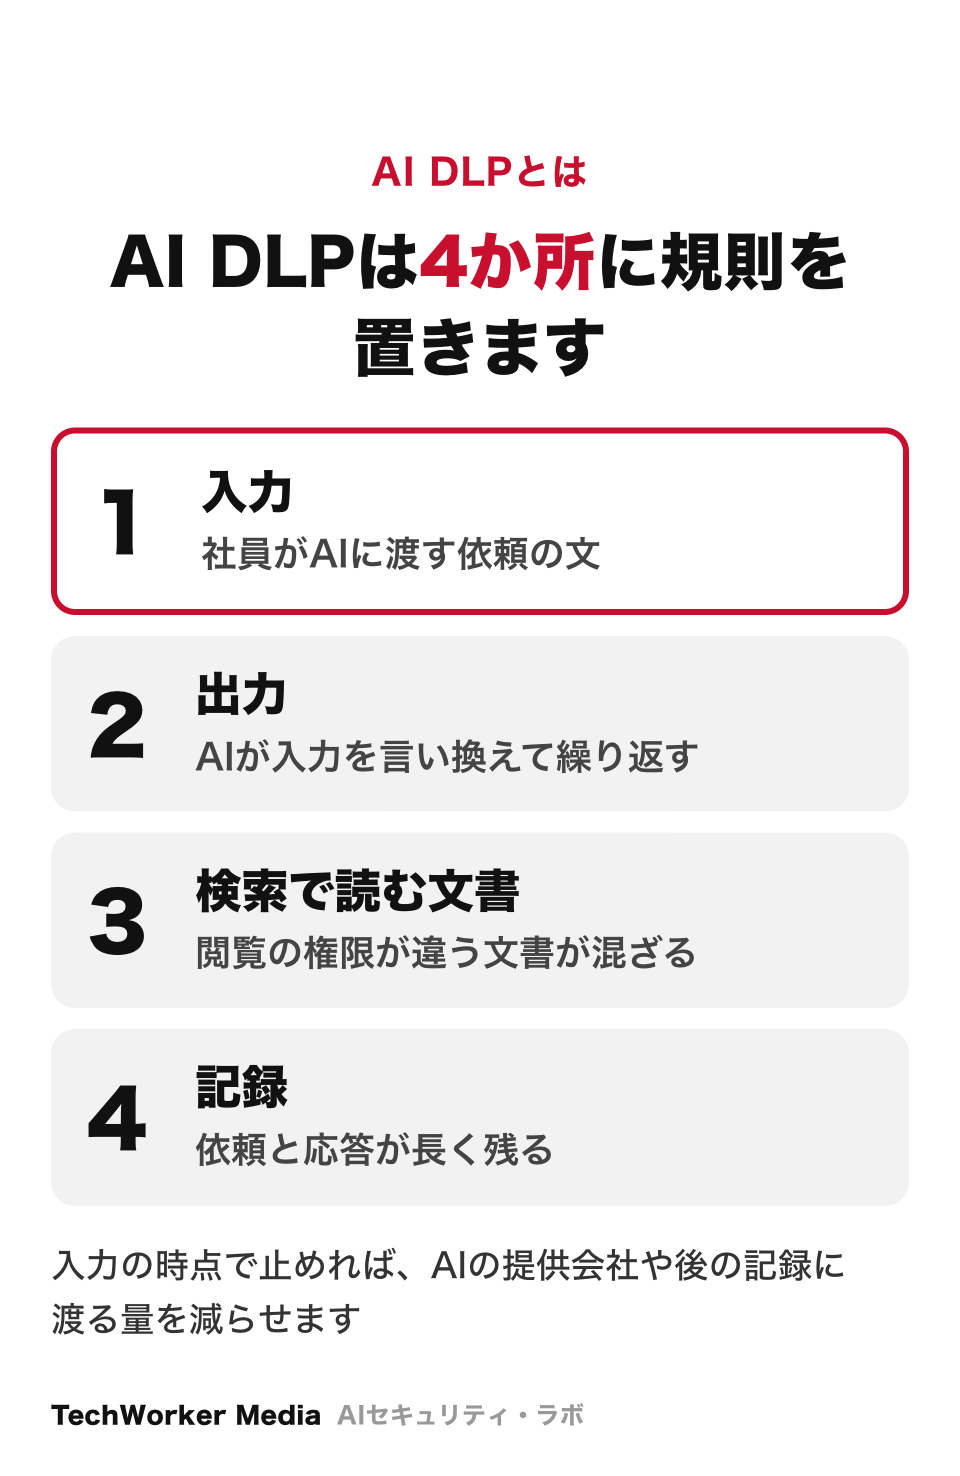 AI DLPとは
AI DLPは4か所に規則を
置きます
1
入力
社員がAIに渡す依頼の文
2
出力
AIが入力を言い換えて繰り返す
3
検索で読む文書
閲覧の権限が違う文書が混ざる
4
記録
依頼と応答が長く残る
入力の時点で止めれば、AIの提供会社や後の記録に
渡る量を減らせます
TechWorker Media AIセキュリティ・ラボ